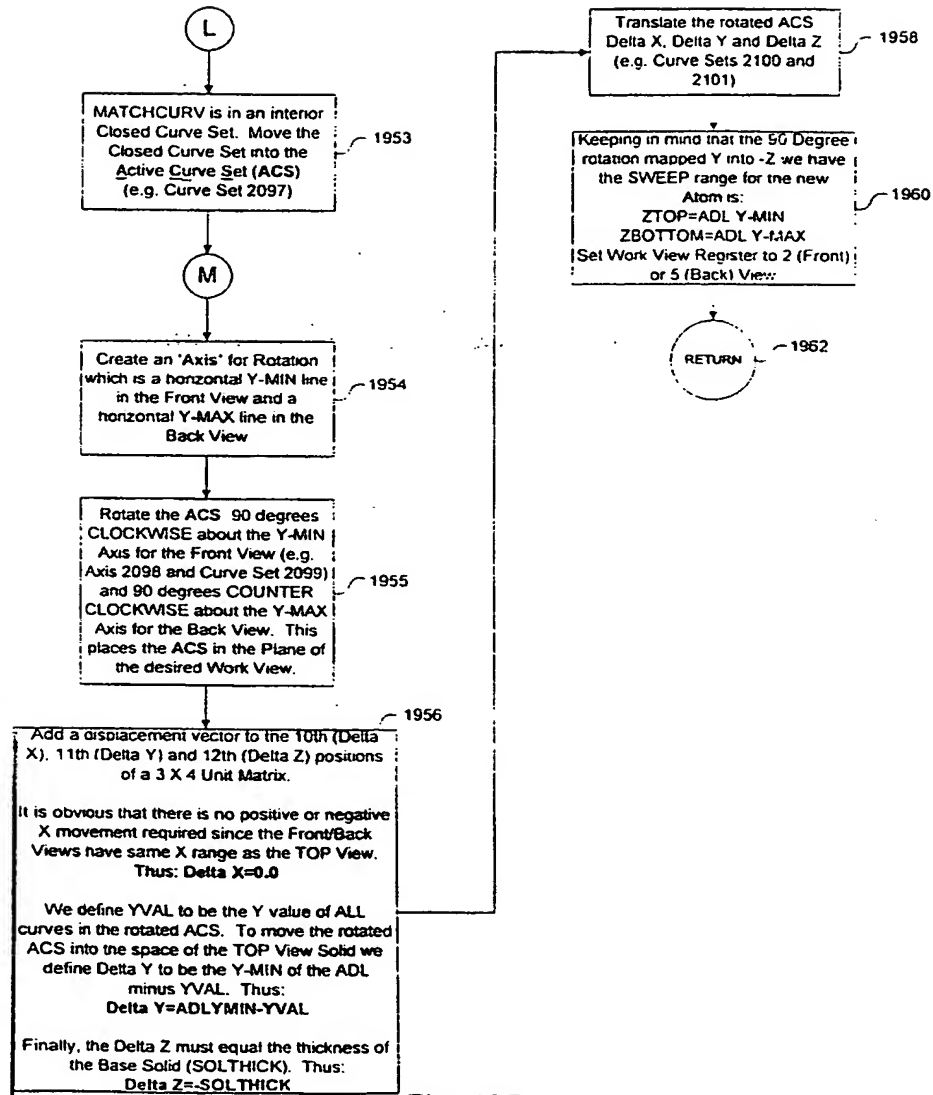 L
MATCHCURV is in an interior
Closed Curve Set. Move the
Closed Curve Set into the
Active Curve Set (ACS)
(e.g. Curve Set 2097)
1953
M
Create an 'Axis' for Rotation
which is a horizontal Y-MIN line
in the Front View and a
horizontal Y-MAX line in the
Back View
1954
Rotate the ACS 90 degrees
CLOCKWISE about the Y-MIN
Axis for the Front View (e.g.
Axis 2098 and Curve Set 2099)
and 90 degrees COUNTER
CLOCKWISE about the Y-MAX
Axis for the Back View. This
places the ACS in the Plane of
the desired Work View.
1955
1956
Add a displacement vector to the 10th (Delta
X), 11th (Delta Y) and 12th (Delta Z) positions
of a 3 X 4 Unit Matrix.
It is obvious that there is no positive or negative
X movement required since the Front/Back
Views have same X range as the TOP View.
Thus: Delta X=0.0
We define YVAL to be the Y value of ALL
curves in the rotated ACS. To move the rotated
ACS into the space of the TOP View Solid we
define Delta Y to be the Y-MIN of the ADL
minus YVAL. Thus:
Delta Y=ADLYMIN-YVAL
Finally, the Delta Z must equal the thickness of
the Base Solid (SOLTHICK). Thus:
Delta Z=-SOLTHICK
Translate the rotated ACS
Delta X, Delta Y and Delta Z
(e.g. Curve Sets 2100 and
2101)
1958
Keeping in mind that the 90 Degree
rotation mapped Y into -Z we have
the SWEEP range for the new
Atom is:
ZTOP=ADL Y-MIN
ZBOTTOM=ADL Y-MAX
Set Work View Register to 2 (Front)
or 5 (Back) View
1960
RETURN
1962